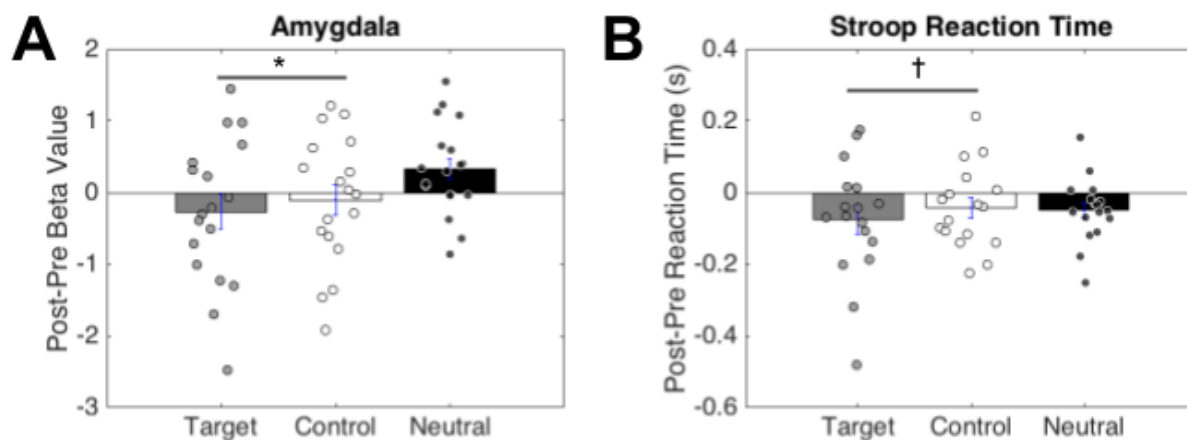 A
Amygdala
Post-Pre Beta Value
2
1
0
-1
-2
-3
*
Target
Control
Neutral
B
Stroop Reaction Time
Post-Pre Reaction Time (s)
0.4
0.2
0
-0.2
-0.4
-0.6
†
Target
Control
Neutral